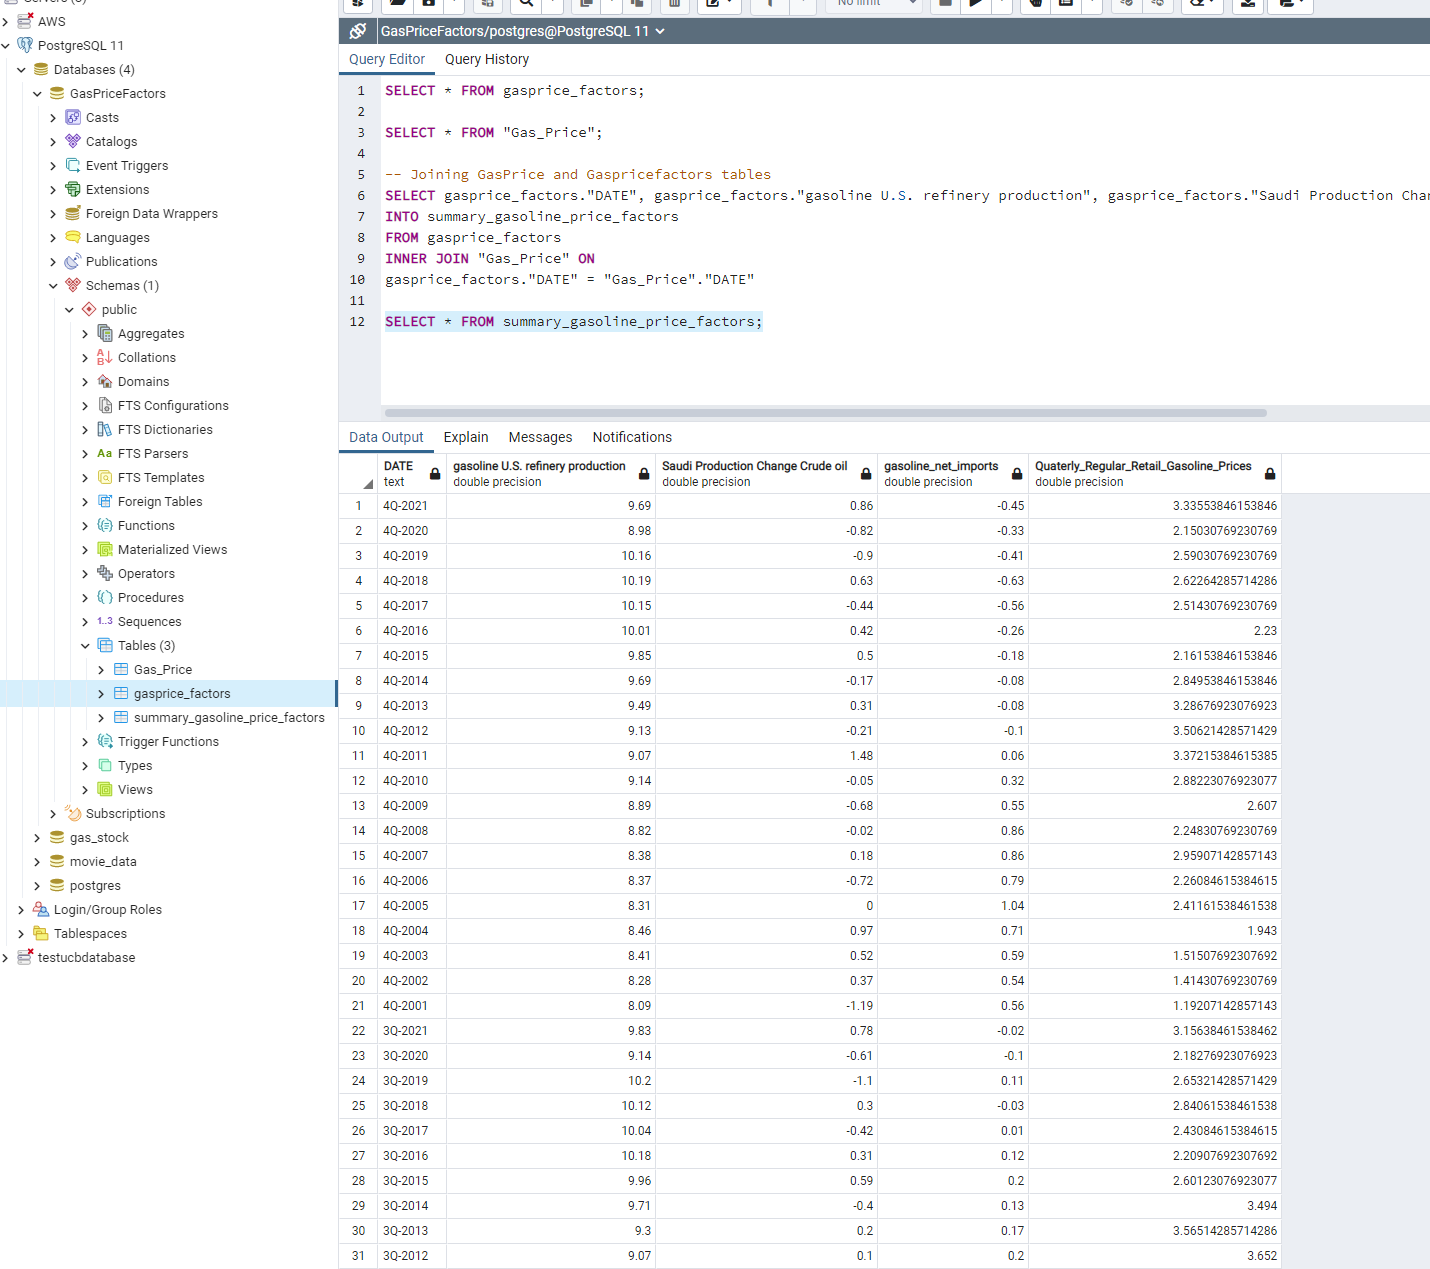 AWS
PostgreSQL 11
Databases (4)
GasPriceFactors
Casts
Catalogs
Event Triggers
Extensions
Foreign Data Wrappers
Languages
Publications
Schemas (1)
public
Aggregates
Collations
Domains
FTS Configurations
FTS Dictionaries
Aa FTS Parsers
FTS Templates
Foreign Tables
Functions
Materialized Views
Operators
Procedures
1..3 Sequences
Tables (3)
Gas_Price
gasprice_factors
summary_gasoline_price_factors
Trigger Functions
Types
Views
Subscriptions
gas_stock
movie_data
postgres
Login/Group Roles
Tablespaces
testucbdatabase
No limit
GasPriceFactors/postgres@PostgreSQL 11
Query Editor Query History
1 SELECT * FROM gasprice_factors;
2
3 SELECT * FROM "Gas_Price";
4
5 -- Joining GasPrice and Gaspricefactors tables
6 SELECT gasprice_factors."DATE", gasprice_factors."gasoline U.S. refinery production", gasprice_factors."Saudi Production Char
7 INTO summary_gasoline_price_factors
8 FROM gasprice_factors
9 INNER JOIN "Gas_Price" ON
10 gasprice_factors."DATE" = "Gas_Price"."DATE"
11
12 SELECT * FROM summary_gasoline_price_factors;
Data Output Explain Messages Notifications
DATE gasoline U.S. refinery production Saudi Production Change Crude oil gasoline_net_imports Quaterly_Regular_Retail_Gasoline_Prices
text double precision double precision double precision double precision
1 4Q-2021 9.69 0.86 -0.45 3.33553846153846
2 4Q-2020 8.98 -0.82 -0.33 2.15030769230769
3 4Q-2019 10.16 -0.9 -0.41 2.59030769230769
4 4Q-2018 10.19 0.63 -0.63 2.62264285714286
5 4Q-2017 10.15 -0.44 -0.56 2.51430769230769
6 4Q-2016 10.01 0.42 -0.26 2.23
7 4Q-2015 9.85 0.5 -0.18 2.16153846153846
8 4Q-2014 9.69 -0.17 -0.08 2.84953846153846
9 4Q-2013 9.49 0.31 -0.08 3.28676923076923
10 4Q-2012 9.13 -0.21 -0.1 3.50621428571429
11 4Q-2011 9.07 1.48 0.06 3.37215384615385
12 4Q-2010 9.14 -0.05 0.32 2.88223076923077
13 4Q-2009 8.89 -0.68 0.55 2.607
14 4Q-2008 8.82 -0.02 0.86 2.24830769230769
15 4Q-2007 8.38 0.18 0.86 2.95907142857143
16 4Q-2006 8.37 -0.72 0.79 2.26084615384615
17 4Q-2005 8.31 0 1.04 2.41161538461538
18 4Q-2004 8.46 0.97 0.71 1.943
19 4Q-2003 8.41 0.52 0.59 1.51507692307692
20 4Q-2002 8.28 0.37 0.54 1.41430769230769
21 4Q-2001 8.09 -1.19 0.56 1.19207142857143
22 3Q-2021 9.83 0.78 -0.02 3.15638461538462
23 3Q-2020 9.14 -0.61 -0.1 2.18276923076923
24 3Q-2019 10.2 -1.1 0.11 2.65321428571429
25 3Q-2018 10.12 0.3 -0.03 2.84061538461538
26 3Q-2017 10.04 -0.42 0.01 2.43084615384615
27 3Q-2016 10.18 0.31 0.12 2.20907692307692
28 3Q-2015 9.96 0.59 0.2 2.60123076923077
29 3Q-2014 9.71 -0.4 0.13 3.494
30 3Q-2013 9.3 0.2 0.17 3.56514285714286
31 3Q-2012 9.07 0.1 0.2 3.652